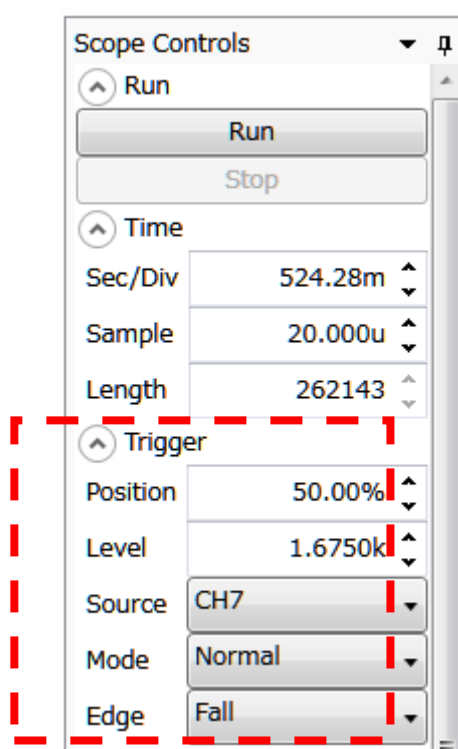 Scope Controls
Run
Run
Stop
Time
Sec/Div 524.28m
Sample 20.000u
Length 262143
Trigger
Position 50.00%
Level 1.6750k
Source CH7
Mode Normal
Edge Fall